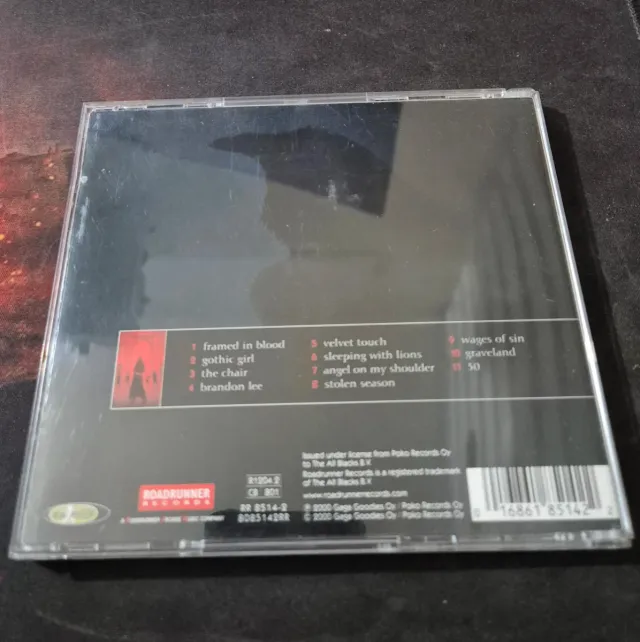 1 framed in blood
2 gothic girl
3 the chair
4 brandon lee
5 velvet touch
6 sleeping with lions
7 angel on my shoulder
8 stolen season
9 wages of sin
10 graveland
11 50
Issued under license from Poko Records Oy
to The All Blacks B.V.
Roadrunner Records is a registered trademark
of The All Blacks B.V.
www.roadrunnerrecords.com
℗ 2000 Gaga Goodies Oy / Poko Records Oy
© 2000 Gaga Goodies Oy / Poko Records Oy
ROADRUNNER
RECORDS
COMPANY
R1204.2
CB 801
RR 8514-2
8085142RR
0 16861 85142 2